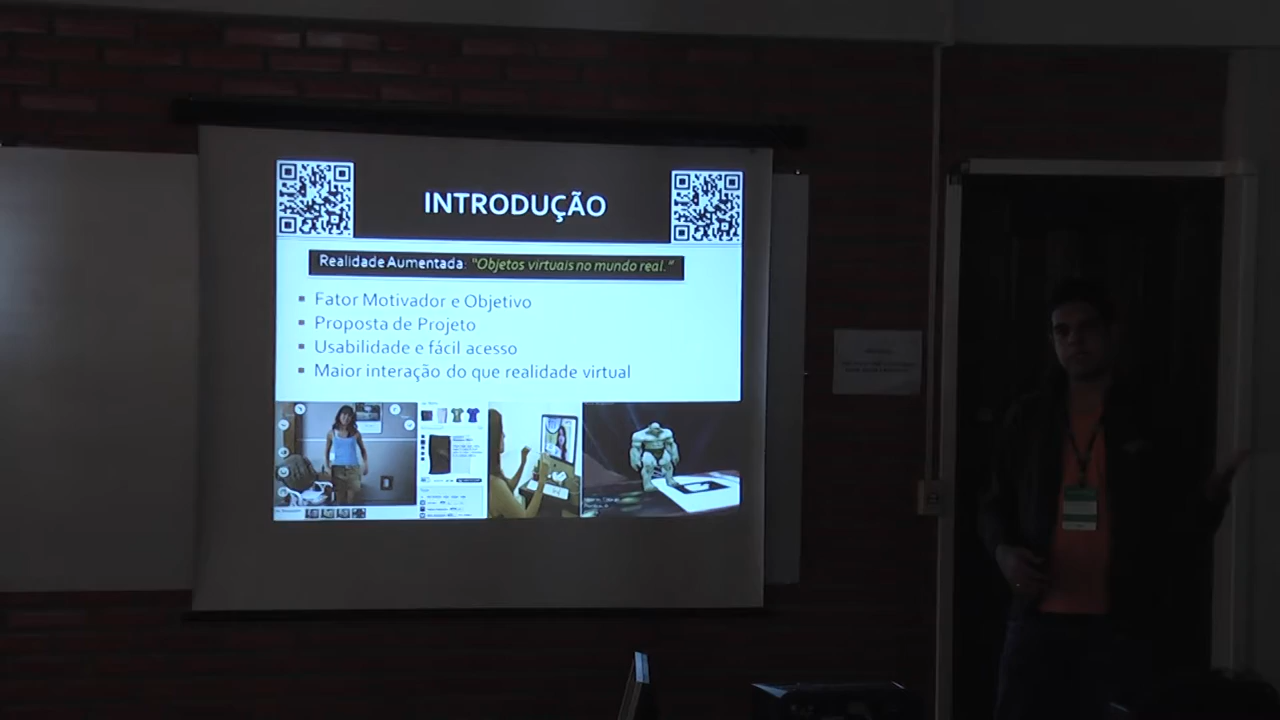 INTRODUÇÃO
Realidade Aumentada: "Objetos virtuais no mundo real."
Fator Motivador e Objetivo
Proposta de Projeto
Usabilidade e fácil acesso
Maior interação do que realidade virtual